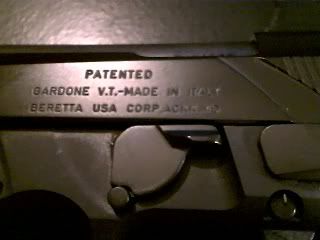 PATENTED
GARDONE V.T.-MADE IN ITALY
BERETTA USA CORP.